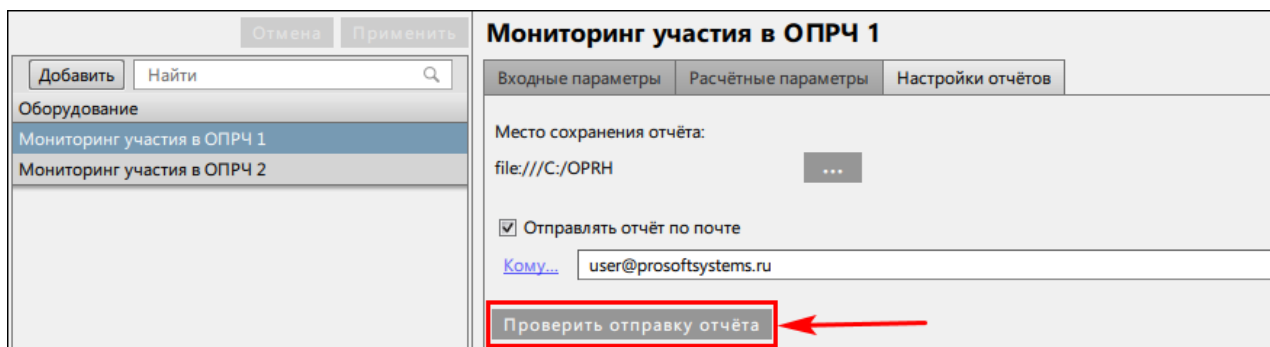 Отмена Применить
Добавить Найти
Оборудование
Мониторинг участия в ОПРЧ 1
Мониторинг участия в ОПРЧ 2
Мониторинг участия в ОПРЧ 1
Входные параметры Расчётные параметры Настройки отчётов
Место сохранения отчёта:
file:///C:/OPRH ...
Отправлять отчёт по почте
Кому... user@prosoftsystems.ru
Проверить отправку отчёта